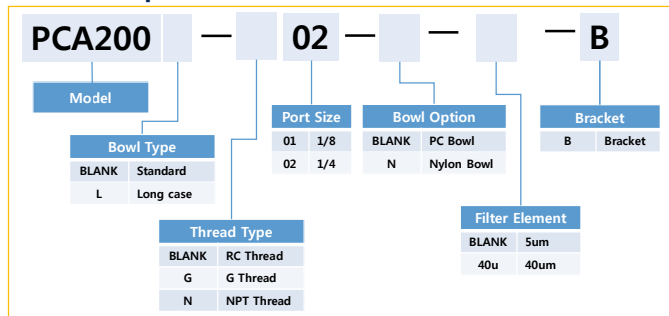 PCA200 — 02 — — — B
Model
Port Size
01 1/8
02 1/4
Bowl Option
BLANK PC Bowl
N Nylon Bowl
Bracket
B Bracket
Bowl Type
BLANK Standard
L Long case
Thread Type
BLANK RC Thread
G G Thread
N NPT Thread
Filter Element
BLANK 5um
40u 40um